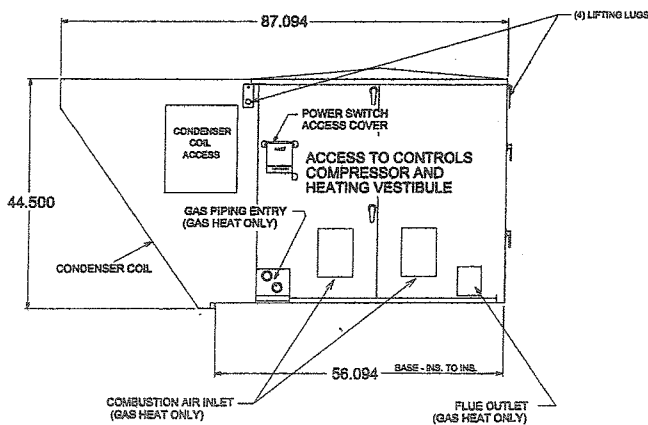 87.094
(4) LIFTING LUGS
POWER SWITCH
ACCESS COVER
CONDENSER
COIL
ACCESS
ACCESS TO CONTROLS
COMPRESSOR AND
HEATING VESTIBULE
44.500
GAS PIPING ENTRY
(GAS HEAT ONLY)
CONDENSER COIL
56.094
BASE - INS. TO INS.
COMBUSTION AIR INLET
(GAS HEAT ONLY)
FLUE OUTLET
(GAS HEAT ONLY)